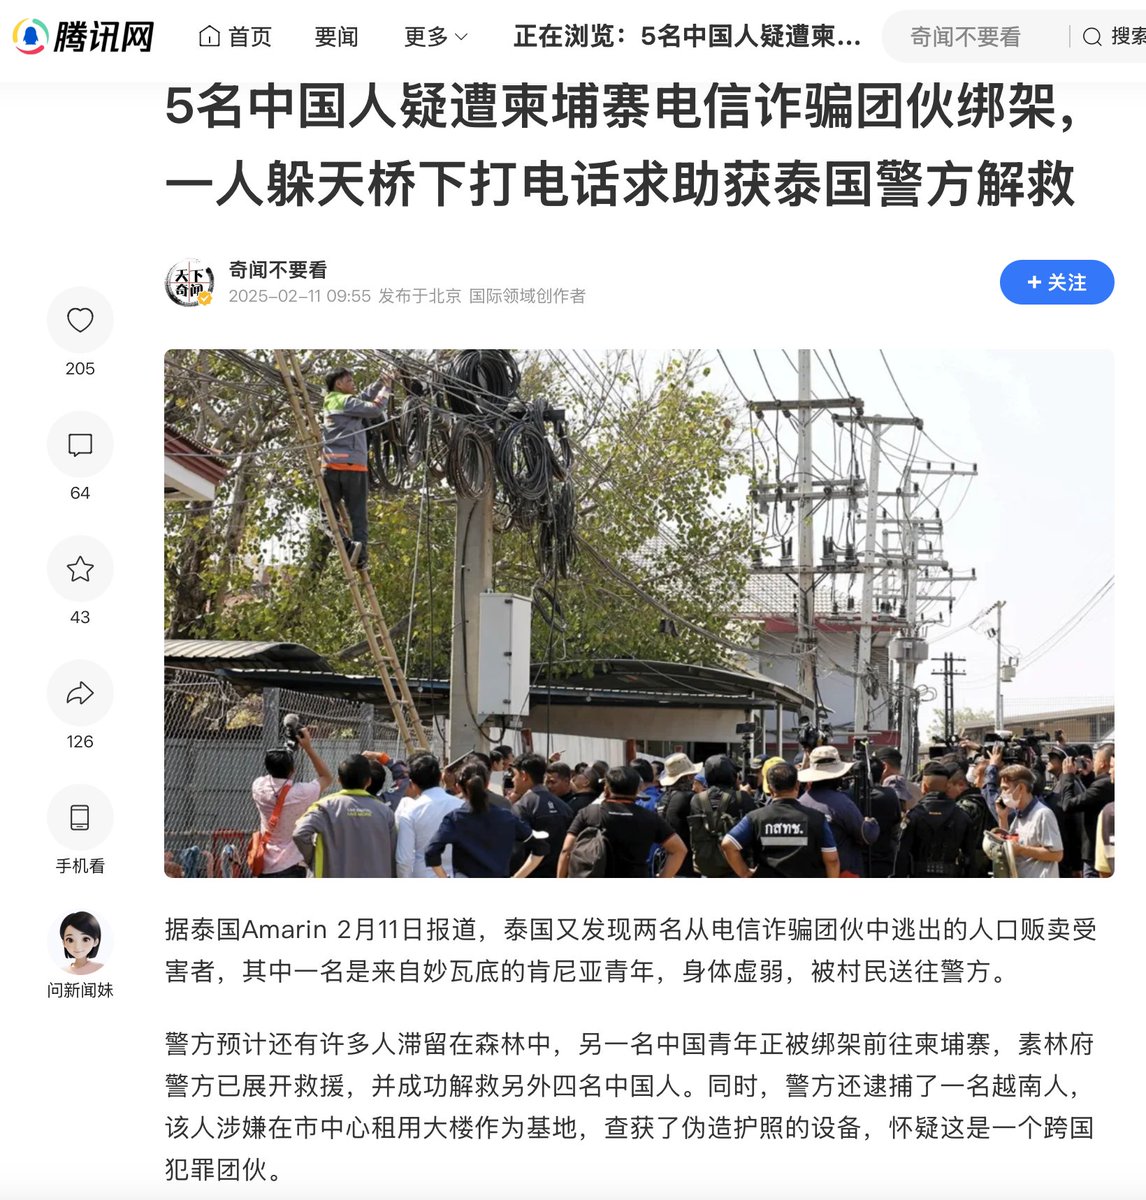 腾讯网 首页 要闻 更多 正在浏览：5名中国人疑遭柬... 奇闻不要看 搜索
5名中国人疑遭柬埔寨电信诈骗团伙绑架，
一人躲天桥下打电话求助获泰国警方解救
天下
奇闻
奇闻不要看
2025-02-11 09:55 发布于北京 国际领域创作者
+ 关注
205
64
43
126
手机看
问新闻妹
กสทช.
据泰国Amarin 2月11日报道，泰国又发现两名从电信诈骗团伙中逃出的人口贩卖受
害者，其中一名是来自妙瓦底的肯尼亚青年，身体虚弱，被村民送往警方。
警方预计还有许多人滞留在森林中，另一名中国青年正被绑架前往柬埔寨，素林府
警方已展开救援，并成功解救另外四名中国人。同时，警方还逮捕了一名越南人，
该人涉嫌在市中心租用大楼作为基地，查获了伪造护照的设备，怀疑这是一个跨国
犯罪团伙。